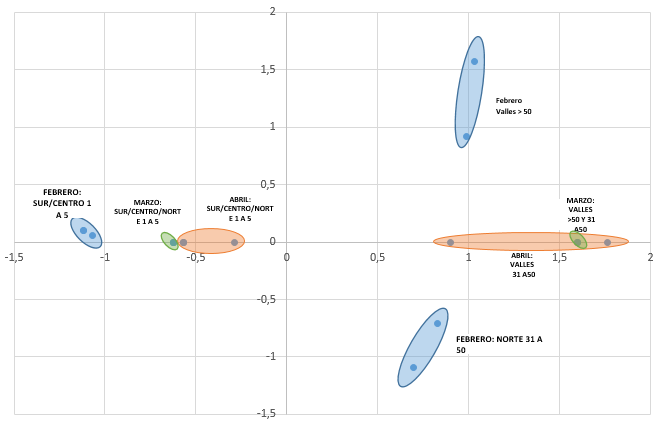 2
1,5
Febrero
Valles > 50
1
0,5
FEBRERO:
SUR/CENTRO 1
A 5
MARZO:
SUR/CENTRO/NORT
E 1 A 5
ABRIL:
SUR/CENTRO/NORT
E 1 A 5
MARZO:
VALLES
>50 Y 31
A50
0
-1,5
-1
-0,5
0
0,5
1
1,5
2
ABRIL:
VALLES
31 A50
-0,5
FEBRERO: NORTE 31 A
50
-1
-1,5